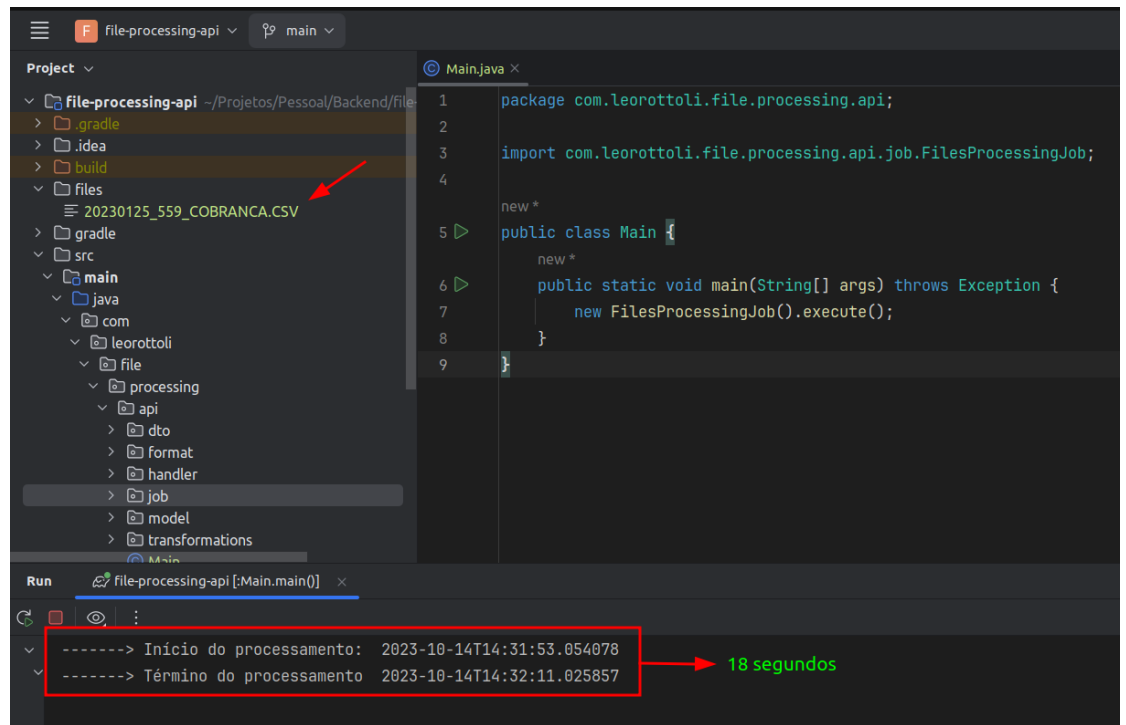 F file-processing-api main
Project
file-processing-api ~/Projetos/Pessoal/Backend/file-
.gradle
.idea
build
files
20230125_559_COBRANCA.CSV
gradle
src
main
java
com
leorottoli
file
processing
api
dto
format
handler
job
model
transformations
Main
Main.java
1 package com.leorottoli.file.processing.api;
2
3 import com.leorottoli.file.processing.api.job.FilesProcessingJob;
4
new *
5 public class Main {
new *
6 public static void main(String[] args) throws Exception {
7 new FilesProcessingJob().execute();
8 }
9 }
Run file-processing-api [:Main.main()]
-------> Início do processamento: 2023-10-14T14:31:53.054078
-------> Término do processamento 2023-10-14T14:32:11.025857
18 segundos